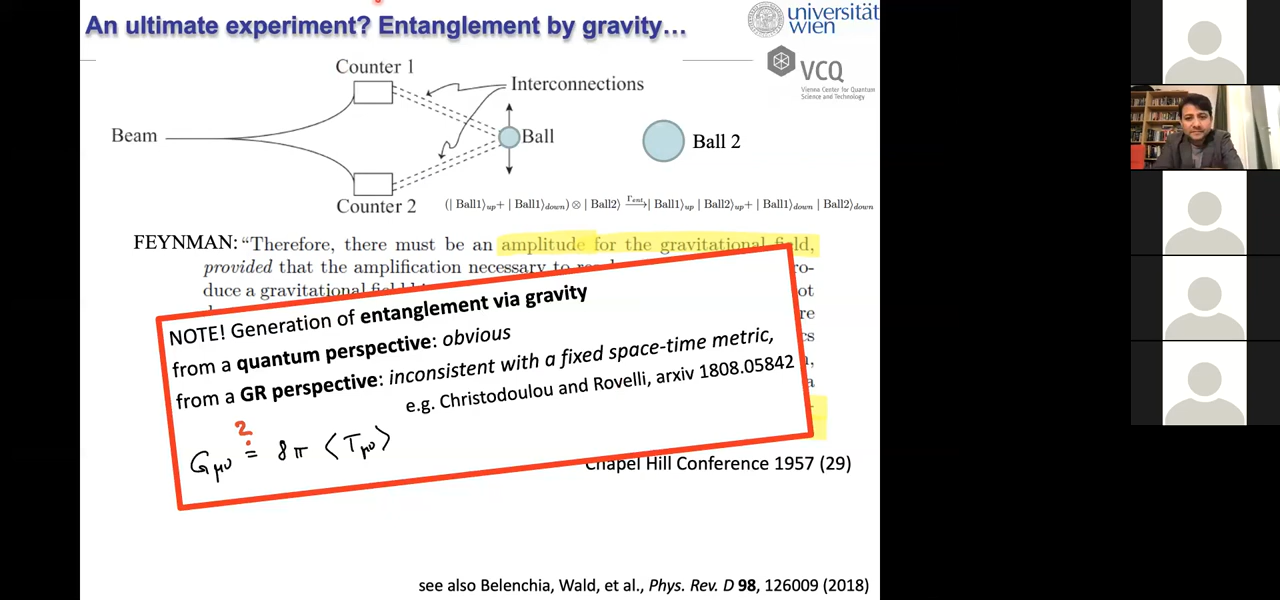 An ultimate experiment? Entanglement by gravity…
universität
wien
VCQ
Vienna Center for Quantum
Science and Technology
Counter 1
Interconnections
Beam
Ball
Ball 2
Counter 2
(| Ball1⟩up+ | Ball1⟩down) ⊗ | Ball2⟩ Γent→ | Ball1⟩up | Ball2⟩up+ | Ball1⟩down | Ball2⟩down
FEYNMAN: “Therefore, there must be an amplitude for the gravitational field,
provided that the amplification necessary to ro-
duce a gravitational ot
re
cs
NOTE! Generation of entanglement via gravity
from a quantum perspective: obvious
from a GR perspective: inconsistent with a fixed space-time metric,
e.g. Christodoulou and Rovelli, arxiv 1808.05842
?
Gμν = 8π ⟨Tμν⟩
Chapel Hill Conference 1957 (29)
see also Belenchia, Wald, et al., Phys. Rev. D 98, 126009 (2018)